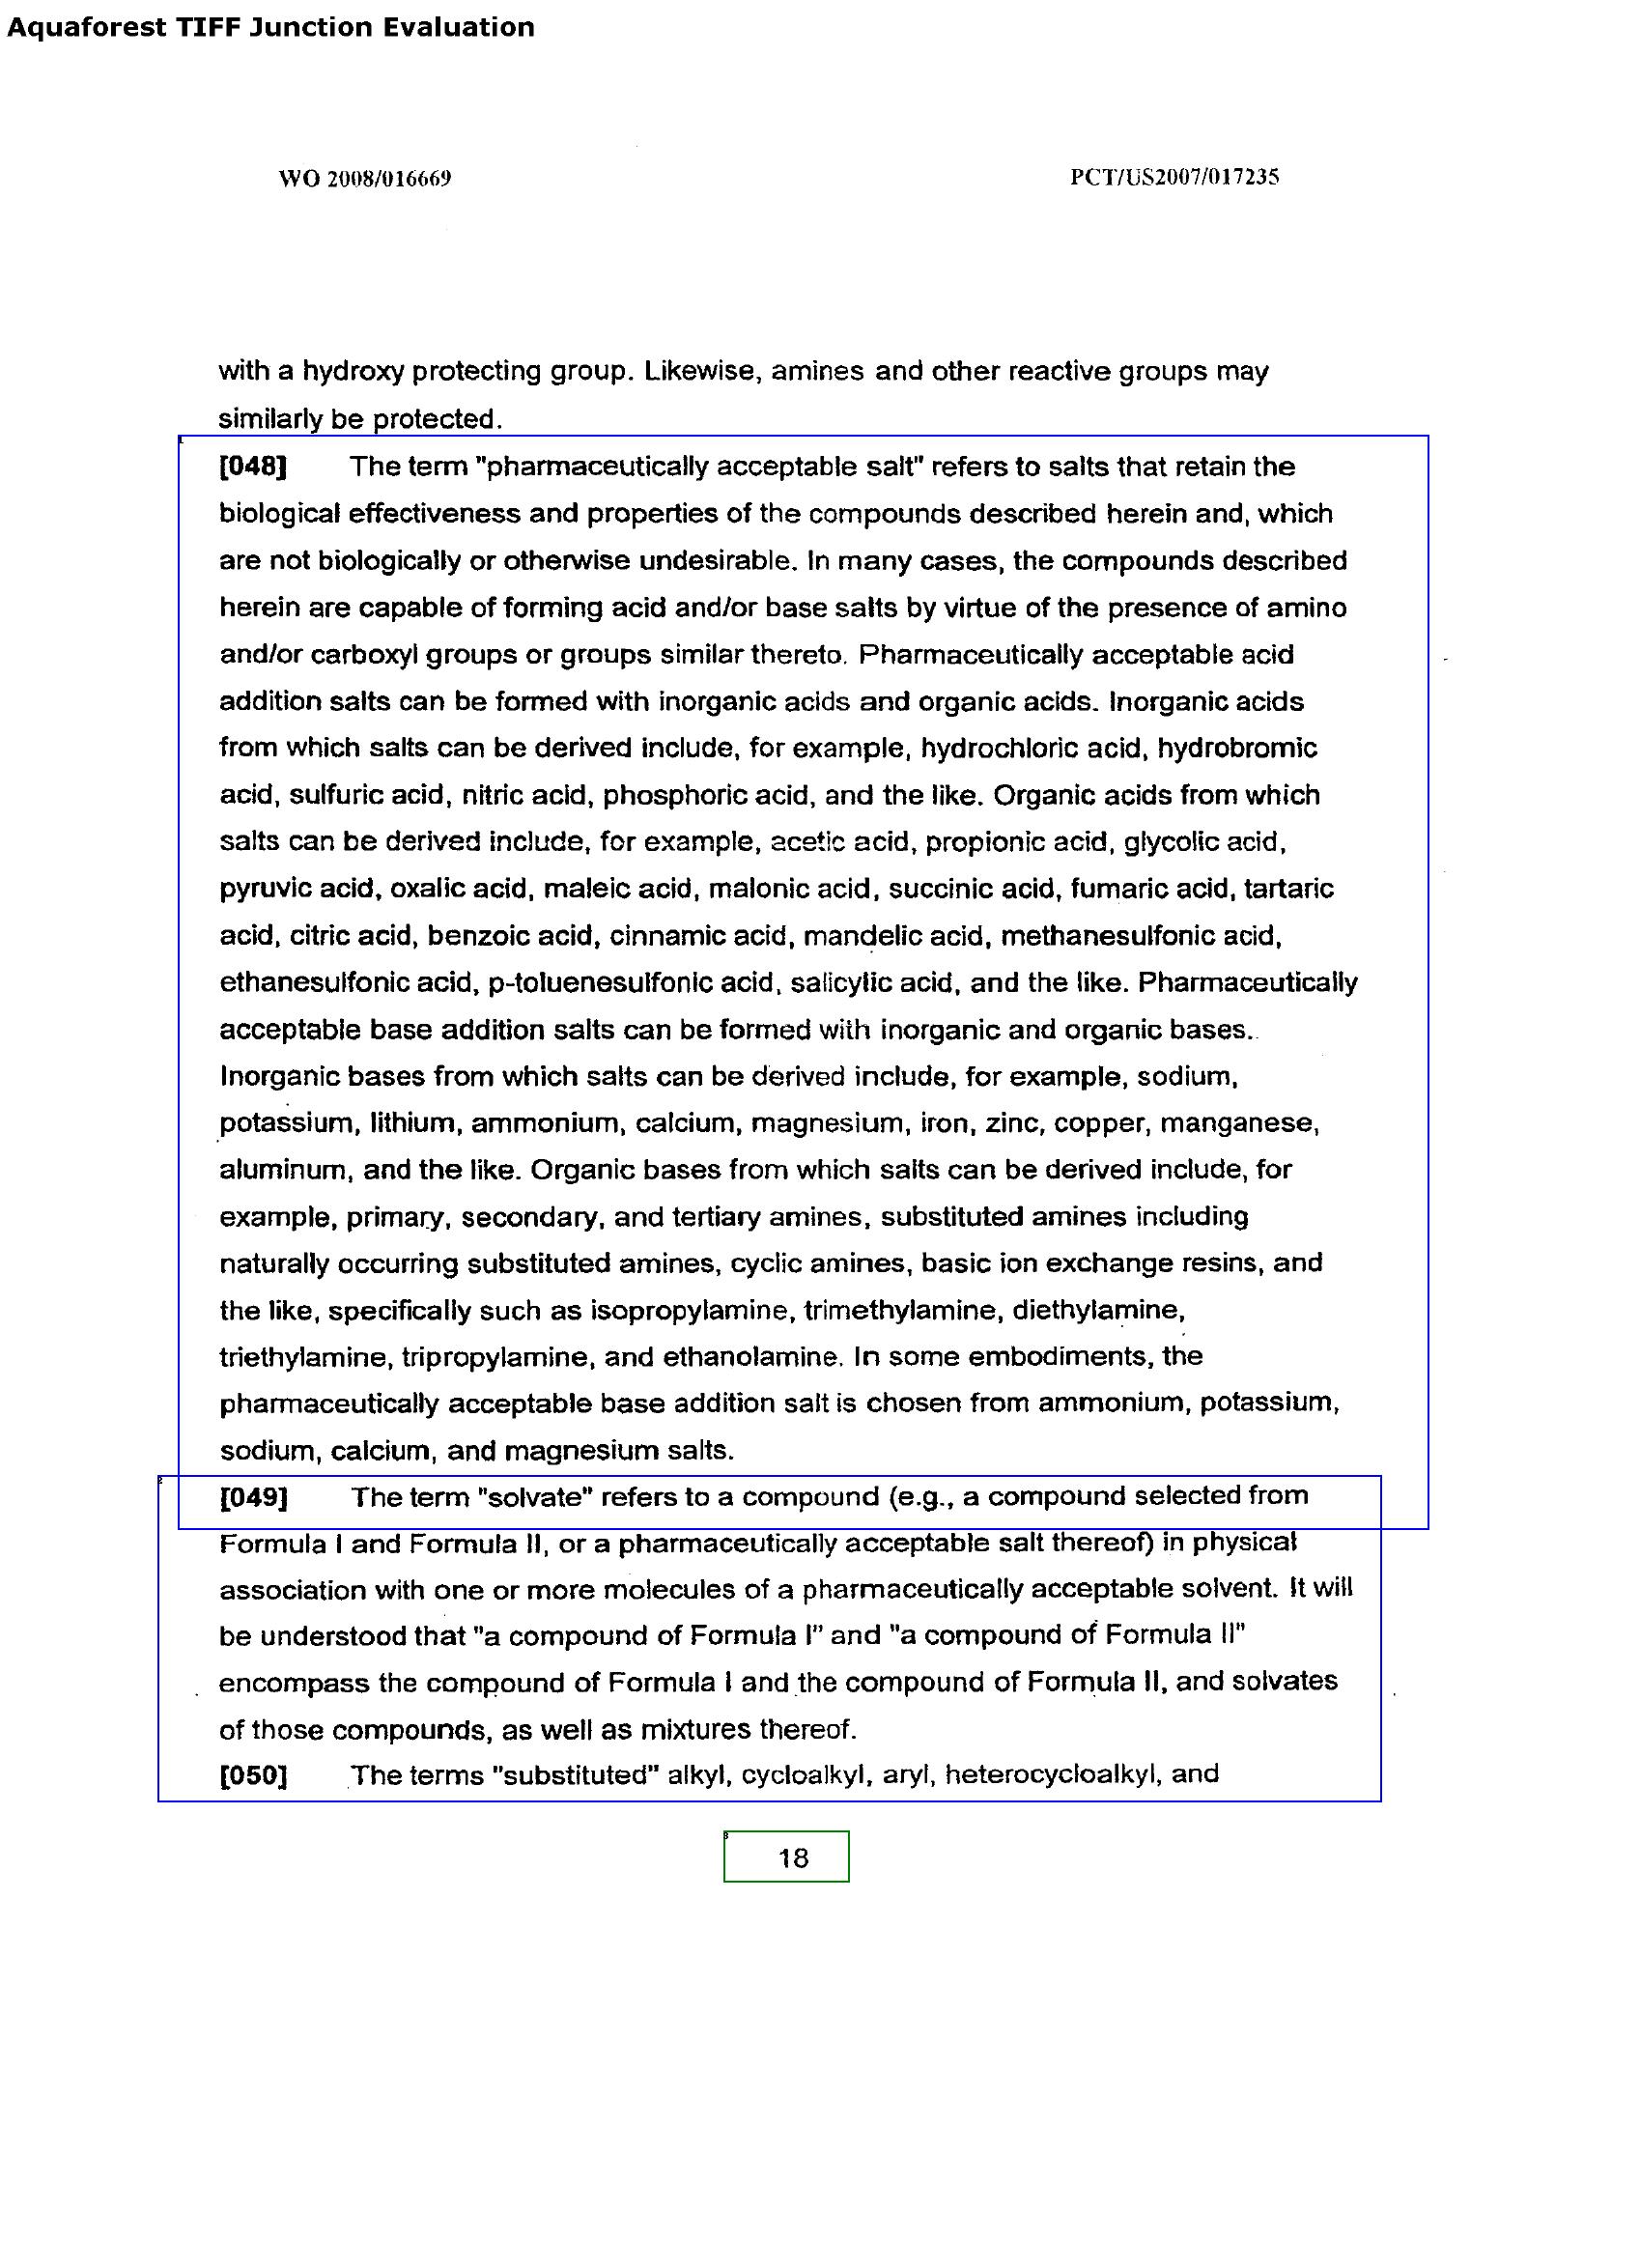 Aquaforest TIFF Junction Evaluation
WO 2008/016669 PCT/US2007/017235
with a hydroxy protecting group. Likewise, amines and other reactive groups may
similarly be protected.
[048] The term "pharmaceutically acceptable salt" refers to salts that retain the
biological effectiveness and properties of the compounds described herein and, which
are not biologically or otherwise undesirable. In many cases, the compounds described
herein are capable of forming acid and/or base salts by virtue of the presence of amino
and/or carboxyl groups or groups similar thereto. Pharmaceutically acceptable acid
addition salts can be formed with inorganic acids and organic acids. Inorganic acids
from which salts can be derived include, for example, hydrochloric acid, hydrobromic
acid, sulfuric acid, nitric acid, phosphoric acid, and the like. Organic acids from which
salts can be derived include, for example, acetic acid, propionic acid, glycolic acid,
pyruvic acid, oxalic acid, maleic acid, malonic acid, succinic acid, fumaric acid, tartaric
acid, citric acid, benzoic acid, cinnamic acid, mandelic acid, methanesulfonic acid,
ethanesulfonic acid, p-toluenesulfonic acid, salicylic acid, and the like. Pharmaceutically
acceptable base addition salts can be formed with inorganic and organic bases.
Inorganic bases from which salts can be derived include, for example, sodium,
potassium, lithium, ammonium, calcium, magnesium, iron, zinc, copper, manganese,
aluminum, and the like. Organic bases from which salts can be derived include, for
example, primary, secondary, and tertiary amines, substituted amines including
naturally occurring substituted amines, cyclic amines, basic ion exchange resins, and
the like, specifically such as isopropylamine, trimethylamine, diethylamine,
triethylamine, tripropylamine, and ethanolamine. In some embodiments, the
pharmaceutically acceptable base addition salt is chosen from ammonium, potassium,
sodium, calcium, and magnesium salts.
[049] The term "solvate" refers to a compound (e.g., a compound selected from
Formula I and Formula II, or a pharmaceutically acceptable salt thereof) in physical
association with one or more molecules of a pharmaceutically acceptable solvent. It will
be understood that "a compound of Formula I" and "a compound of Formula II"
encompass the compound of Formula I and the compound of Formula II, and solvates
of those compounds, as well as mixtures thereof.
[050] The terms "substituted" alkyl, cycloalkyl, aryl, heterocycloalkyl, and
18